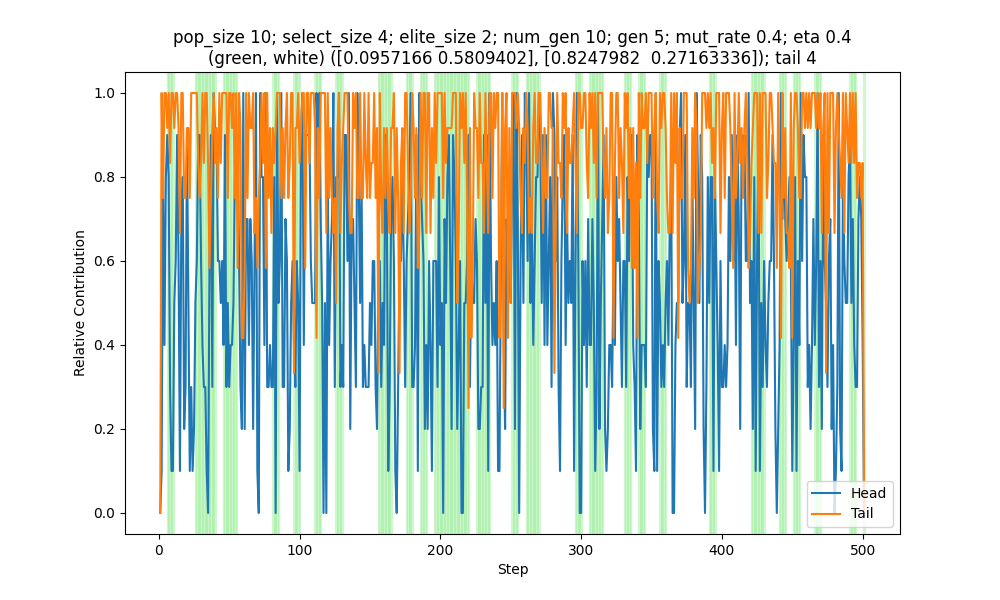 pop_size 10; select_size 4; elite_size 2; num_gen 10; gen 5; mut_rate 0.4; eta 0.4
(green, white) ([0.0957166 0.5809402], [0.8247982  0.27163336]); tail 4
1.0
0.8
0.6
0.4
0.2
0.0
Relative Contribution
Head
Tail
0
100
200
300
400
500
Step